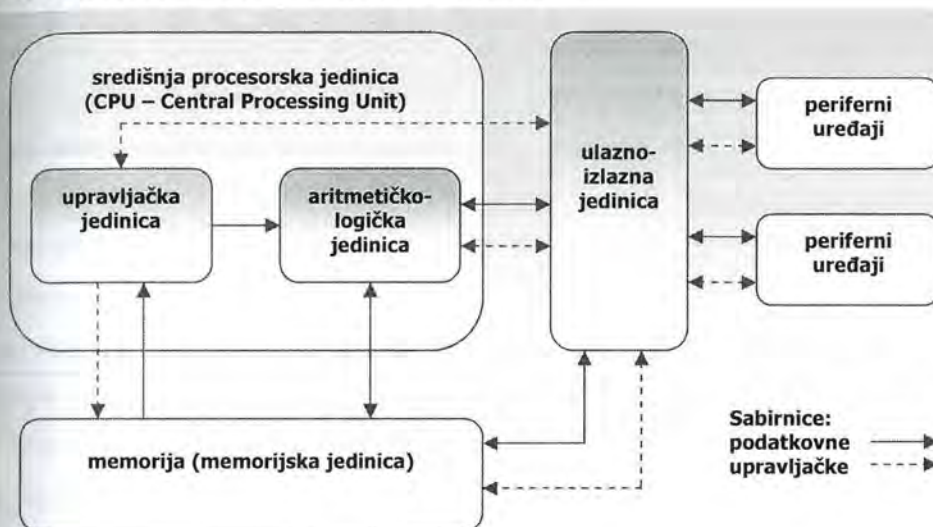 središnja procesorska jedinica
(CPU – Central Processing Unit)
upravljačka
jedinica
aritmetičko-
logička
jedinica
ulazno-
izlazna
jedinica
periferni
uređaji
periferni
uređaji
memorija (memorijska jedinica)
Sabirnice:
podatkovne
upravljačke